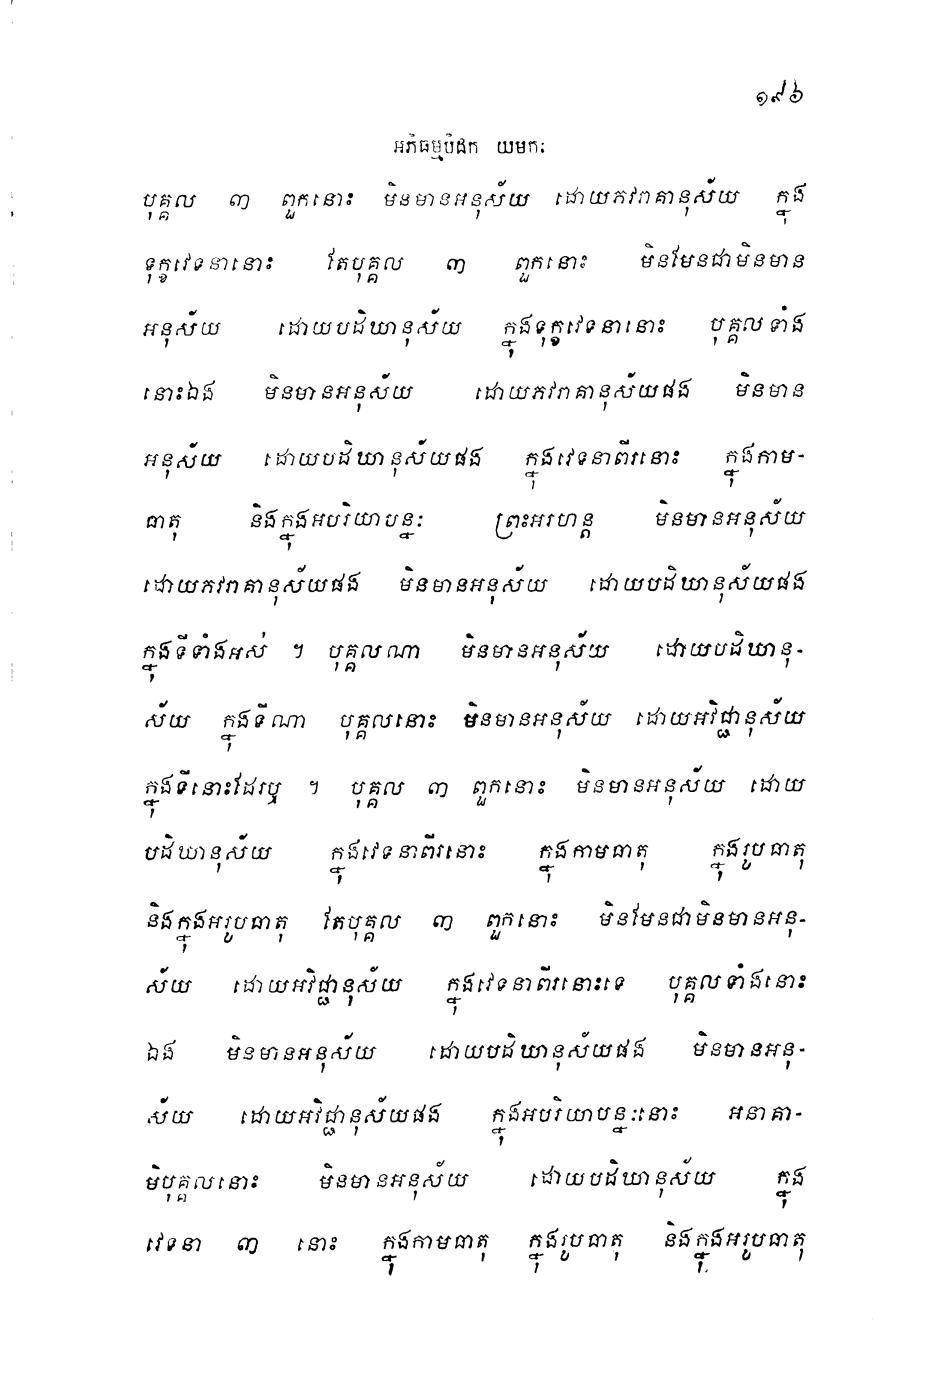 ១៩៦
អភិធម្មបិដក យមកៈ
បុគ្គល ៣ ពួកនោះ មិនមានអនុស័យ ដោយភវរាគានុស័យ ក្នុង
ទុក្ខវេទនានោះ តែបុគ្គល ៣ ពួកនោះ មិនមែនជាមិនមាន
អនុស័យ ដោយបដិឃានុស័យ ក្នុងទុក្ខវេទនានោះ បុគ្គលទាំង
នោះឯង មិនមានអនុស័យ ដោយភវរាគានុស័យផង មិនមាន
អនុស័យ ដោយបដិឃានុស័យផង ក្នុងវេទនាពីរនោះ ក្នុងកាម-
ធាតុ និងក្នុងអបរិយាបន្នៈ ព្រះអរហន្ត មិនមានអនុស័យ
ដោយភវរាគានុស័យផង មិនមានអនុស័យ ដោយបដិឃានុស័យផង
ក្នុងទីទាំងអស់ ។ បុគ្គលណា មិនមានអនុស័យ ដោយបដិឃានុ-
ស័យ ក្នុងទីណា បុគ្គលនោះ មិនមានអនុស័យ ដោយអវិជ្ជានុស័យ
ក្នុងទីនោះដែរឬ ។ បុគ្គល ៣ ពួកនោះ មិនមានអនុស័យ ដោយ
បដិឃានុស័យ ក្នុងវេទនាពីរនោះ ក្នុងកាមធាតុ ក្នុងរូបធាតុ
និងក្នុងអរូបធាតុ តែបុគ្គល ៣ ពួកនោះ មិនមែនជាមិនមានអនុ-
ស័យ ដោយអវិជ្ជានុស័យ ក្នុងវេទនាពីរនោះទេ បុគ្គលទាំងនោះ
ឯង មិនមានអនុស័យ ដោយបដិឃានុស័យផង មិនមានអនុ-
ស័យ ដោយអវិជ្ជានុស័យផង ក្នុងអបរិយាបន្នៈនោះ អនាគា-
មិបុគ្គលនោះ មិនមានអនុស័យ ដោយបដិឃានុស័យ ក្នុង
វេទនា ៣ នោះ ក្នុងកាមធាតុ ក្នុងរូបធាតុ និងក្នុងអរូបធាតុ